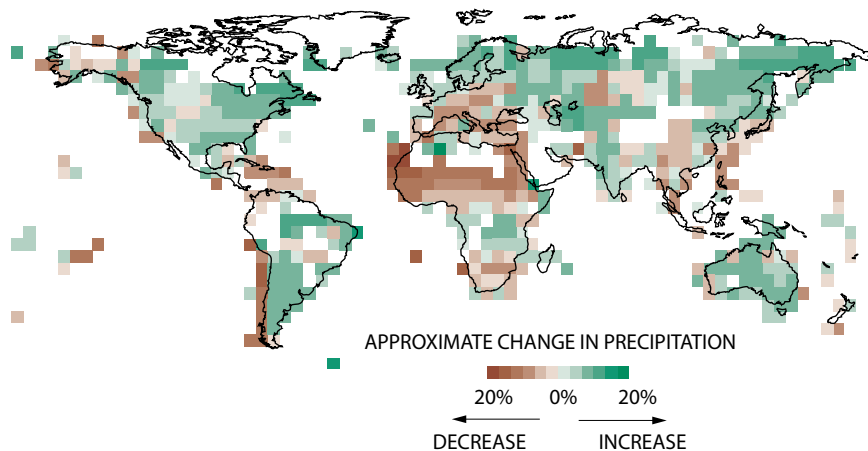 APPROXIMATE CHANGE IN PRECIPITATION
20% 0% 20%
DECREASE INCREASE